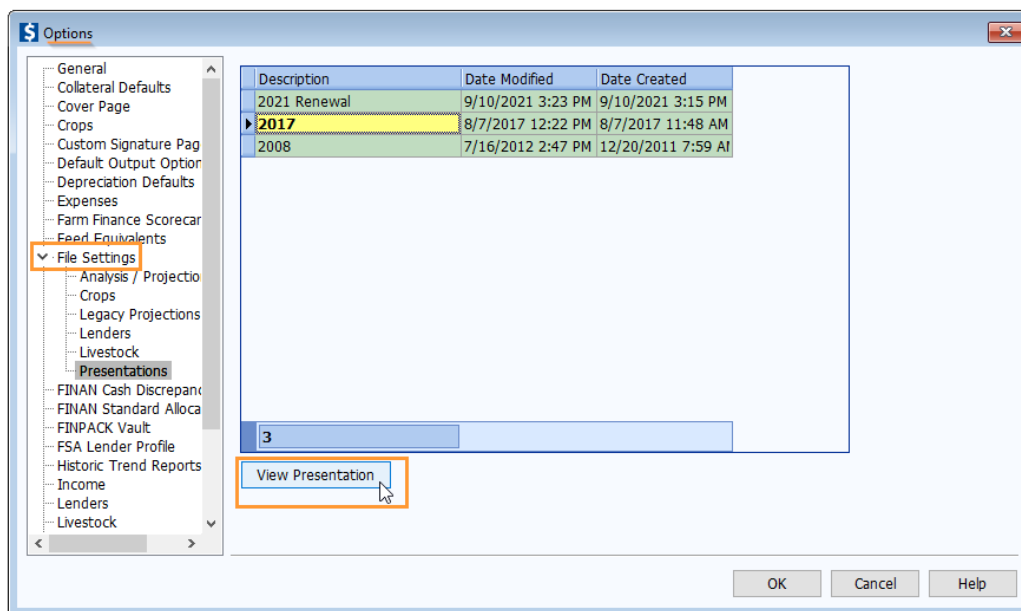 Options
General
Collateral Defaults
Cover Page
Crops
Custom Signature Pag
Default Output Option
Depreciation Defaults
Expenses
Farm Finance Scorecar
Feed Equivalents
File Settings
Analysis / Projectio
Crops
Legacy Projections
Lenders
Livestock
Presentations
FINAN Cash Discrepanc
FINAN Standard Alloca
FINPACK Vault
FSA Lender Profile
Historic Trend Reports
Income
Lenders
Livestock
Description Date Modified Date Created
2021 Renewal 9/10/2021 3:23 PM 9/10/2021 3:15 PM
2017 8/7/2017 12:22 PM 8/7/2017 11:48 AM
2008 7/16/2012 2:47 PM 12/20/2011 7:59 AM
3
View Presentation
OK Cancel Help